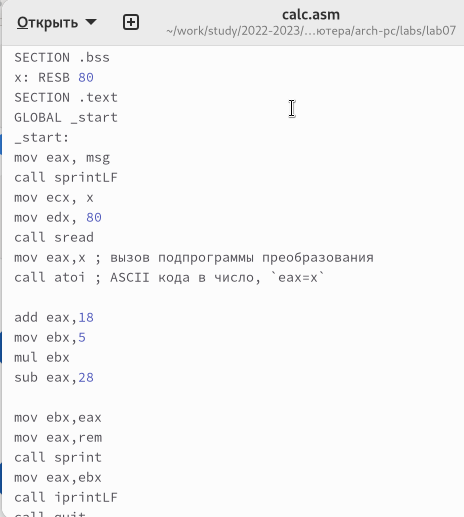 Открыть
calc.asm
~/work/study/2022-2023/…ютера/arch-pc/labs/lab07
SECTION .bss
x: RESB 80
SECTION .text
GLOBAL _start
_start:
mov eax, msg
call sprintLF
mov ecx, x
mov edx, 80
call sread
mov eax,x ; вызов подпрограммы преобразования
call atoi ; ASCII кода в число, `eax=x`
add eax,18
mov ebx,5
mul ebx
sub eax,28
mov ebx,eax
mov eax,rem
call sprint
mov eax,ebx
call iprintLF
call quit